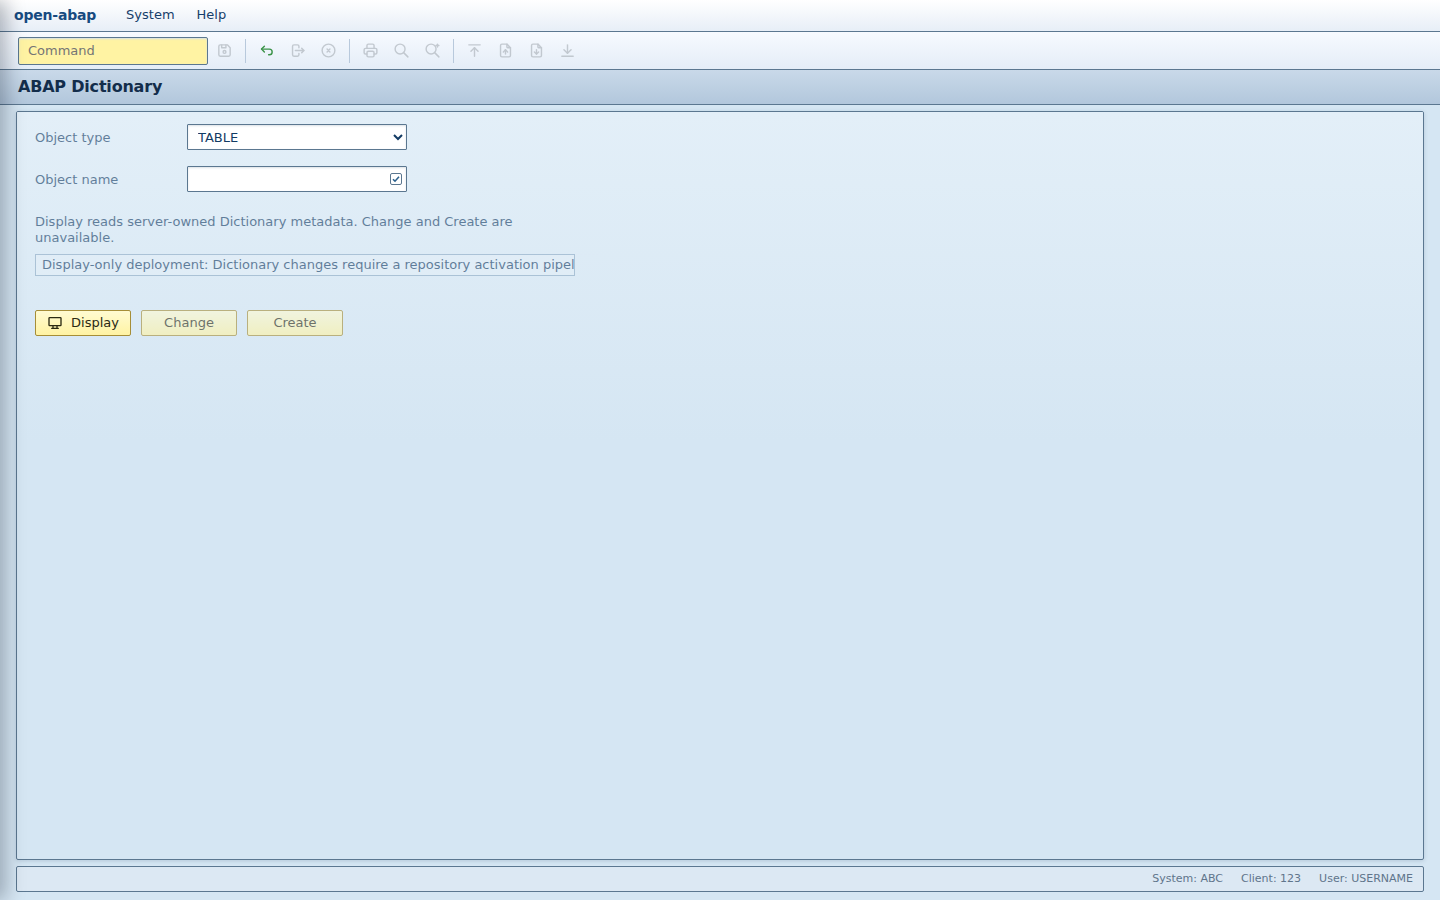 open-abap System Help
Command
ABAP Dictionary
Object type TABLE
Object name
Display reads server-owned Dictionary metadata. Change and Create are
unavailable.
Display-only deployment: Dictionary changes require a repository activation pipel
Display Change Create
System: ABC Client: 123 User: USERNAME